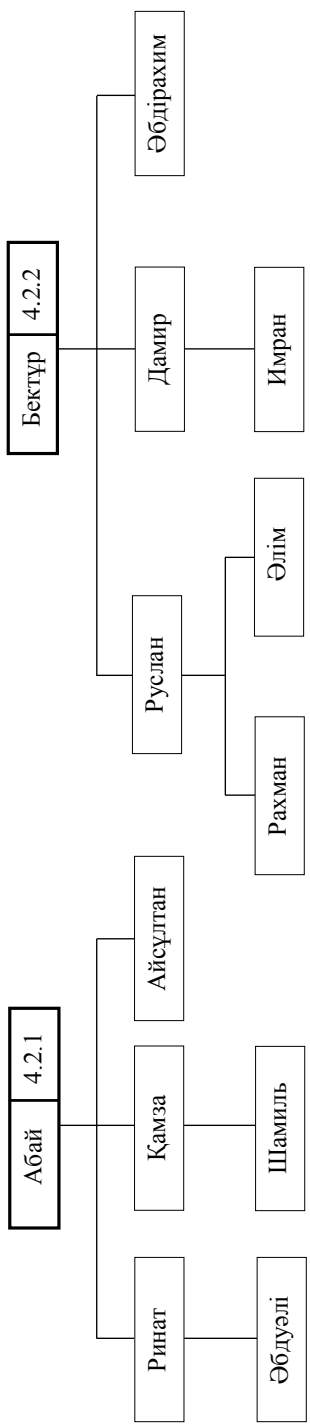 Абай 4.2.1
Ринат
Қамза
Айсұлтан
Әбдуәлі
Шамиль
Бектұр 4.2.2
Руслан
Дамир
Әбдірахим
Рахман
Әлім
Имран